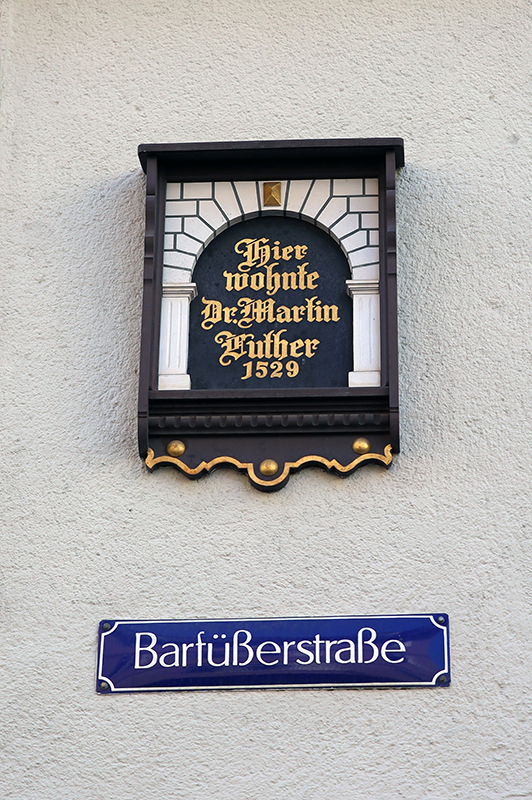 Hier
wohnte
Dr. Martin
Luther
1529
Barfüßerstraße